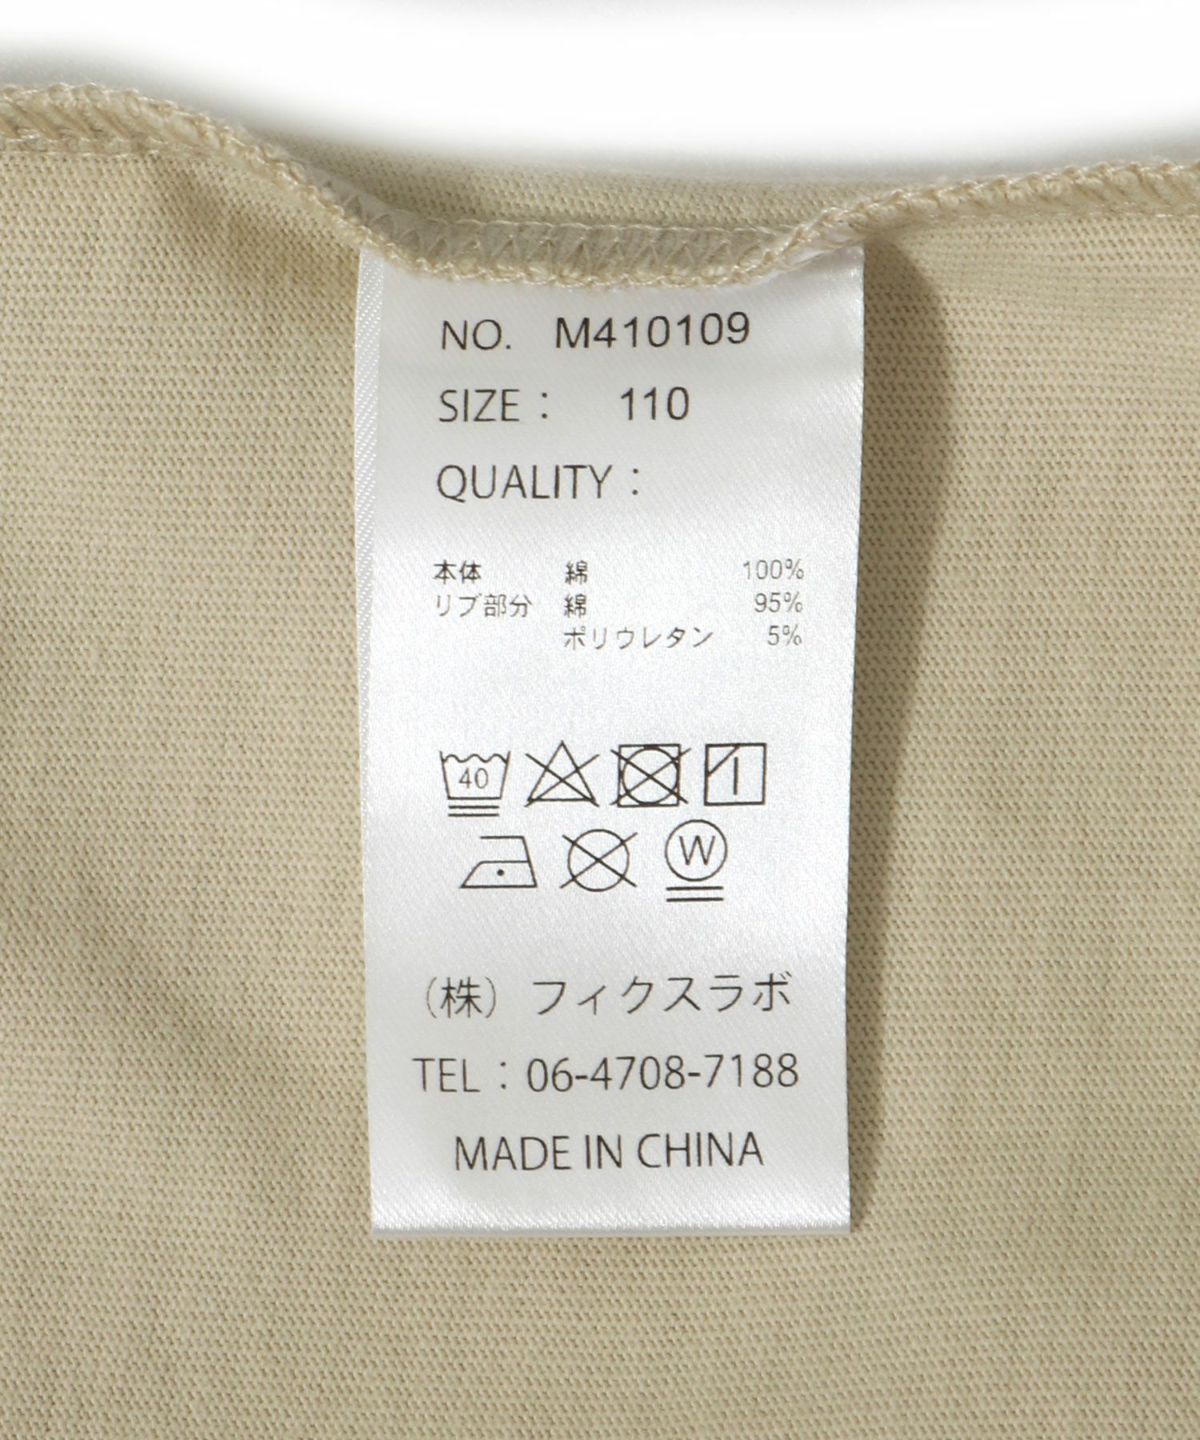 NO. M410109
SIZE： 110
QUALITY：
本体 綿 100%
リブ部分 綿 95%
ポリウレタン 5%
40
W
（株）フィクスラボ
TEL：06-4708-7188
MADE IN CHINA